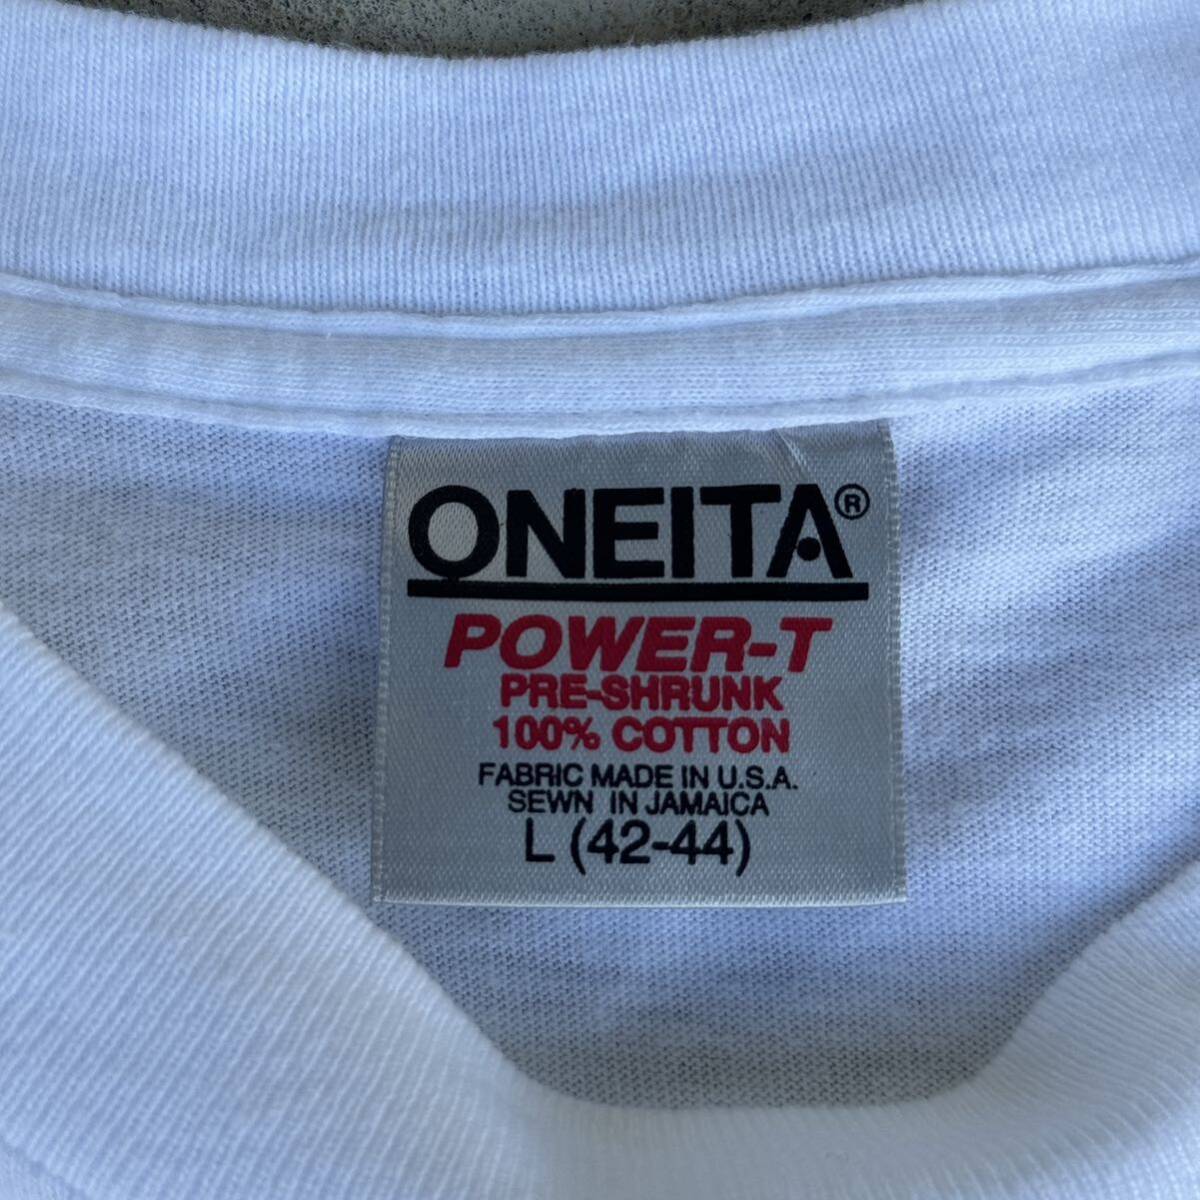 ONEITA®
POWER-T
PRE-SHRUNK
100% COTTON
FABRIC MADE IN U.S.A.
SEWN IN JAMAICA
L (42-44)